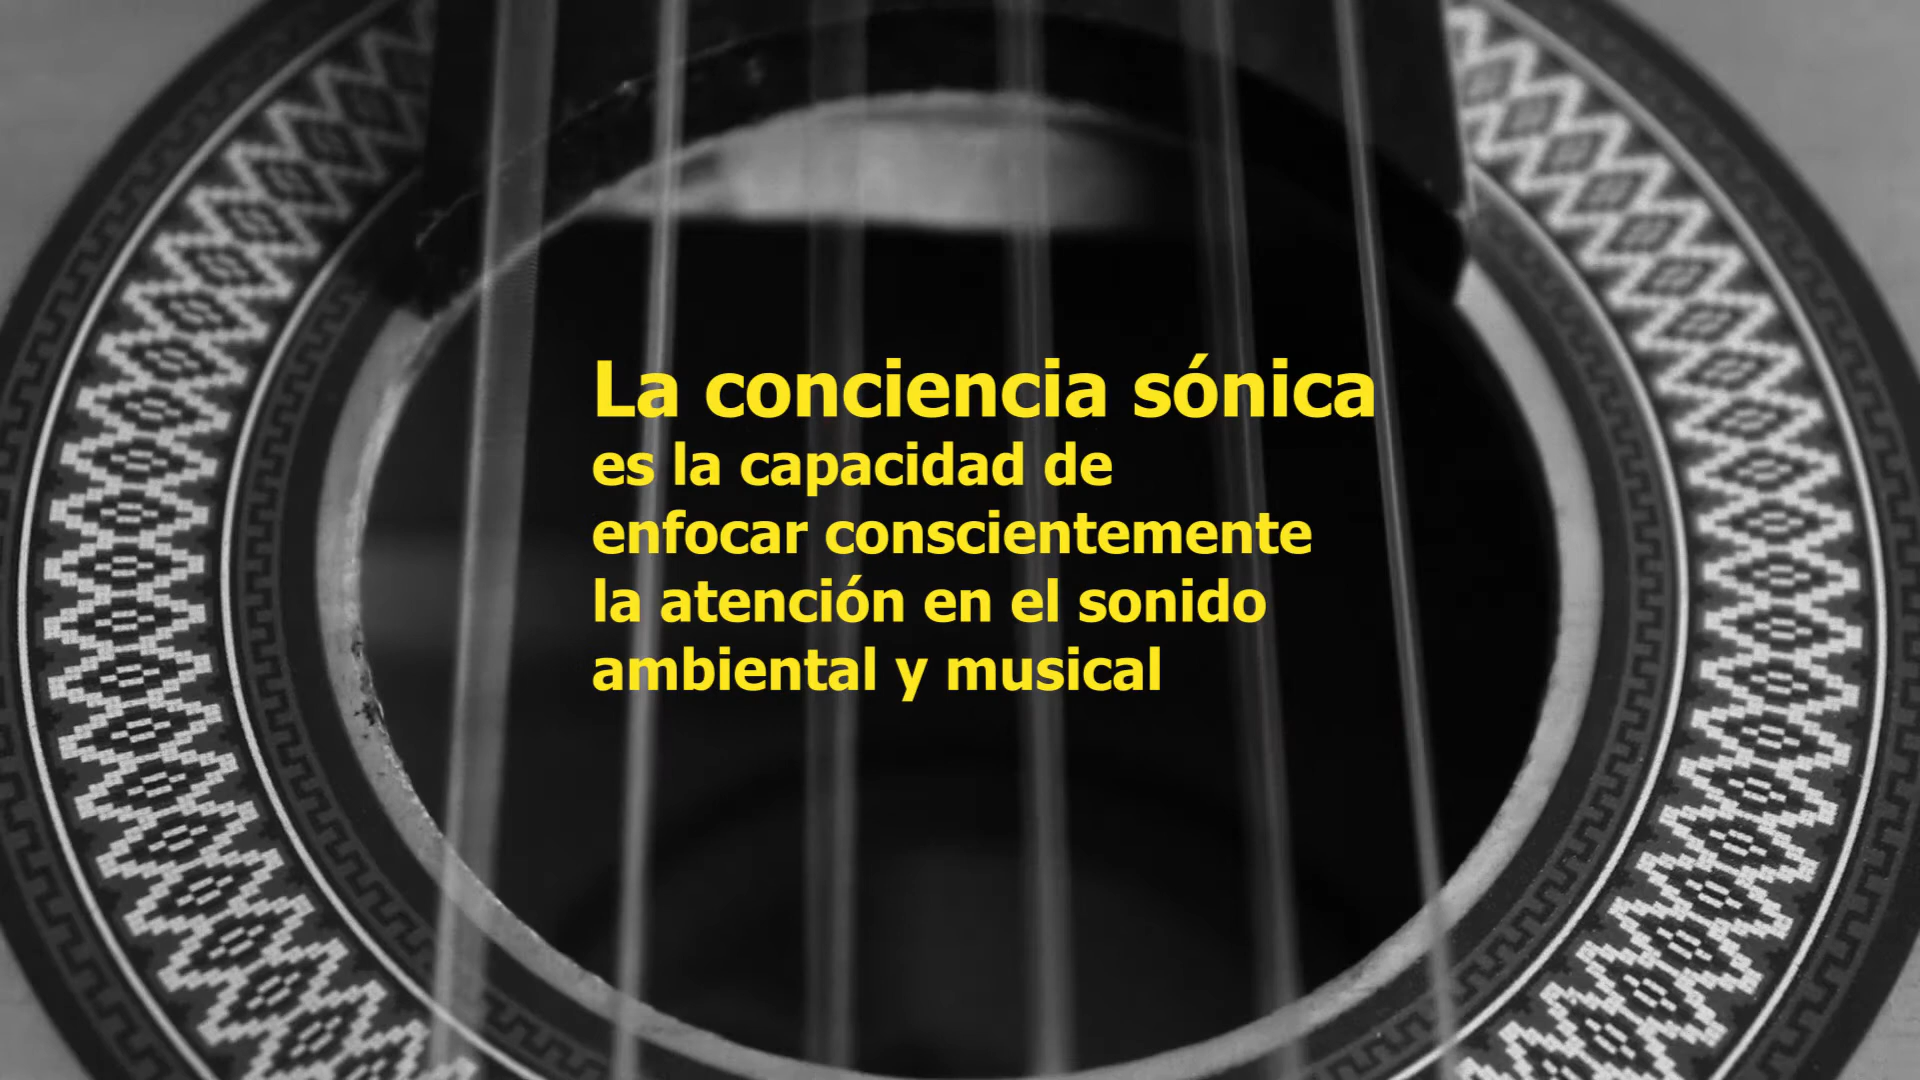 La conciencia sónica
es la capacidad de
enfocar conscientemente
la atención en el sonido
ambiental y musical